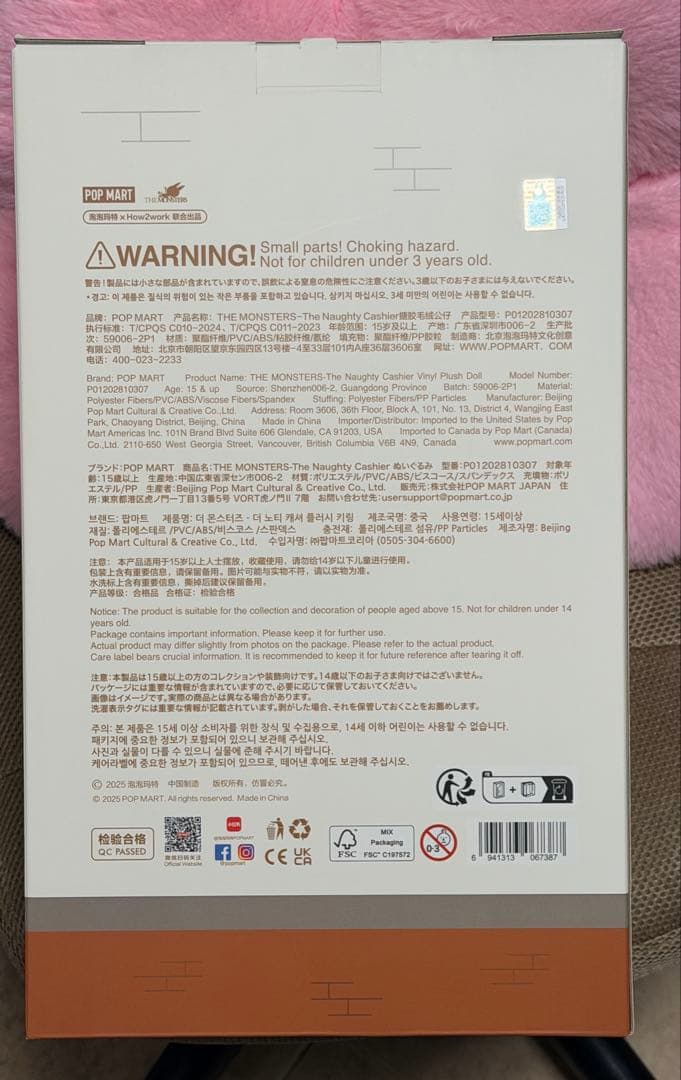 POP MART THE MONSTERS
泡泡玛特 × How2work 联合出品
WARNING! Small parts! Choking hazard.
Not for children under 3 years old.
警告！製品には小さな部品が含まれていますので、誤飲による窒息の危険性にご注意ください。3歳以下のお子さまには与えないでください。
• 경고: 이 제품은 질식의 위험이 있는 작은 부품을 포함하고 있습니다. 삼키지 마십시오. 3세 미만의 어린이는 사용할 수 없습니다.
品牌：POP MART 产品名称：THE MONSTERS-The Naughty Cashier搪胶毛绒公仔 产品型号：P01202810307
执行标准：T/CPQS C010-2024、T/CPQS C011-2023 年龄范围：15岁及以上 产地：广东省深圳市006-2 生产批
次：59006-2P1 材质：聚酯纤维/PVC/ABS/粘胶纤维/氨纶 填充物：聚酯纤维/PP胶粒 制造商：北京泡泡玛特文化创意
有限公司 地址：北京市朝阳区望京东园四区13号楼-4至33层101内A座36层3606室 网址：WWW.POPMART. COM
电话：400-023-2233
Brand: POP MART Product Name: THE MONSTERS-The Naughty Cashier Vinyl Plush Doll Model Number:
P01202810307 Age: 15 & up Source: Shenzhen006-2, Guangdong Province Batch: 59006-2P1 Material:
Polyester Fibers/PVC/ABS/Viscose Fibers/Spandex Stuffing: Polyester Fibers/PP Particles Manufacturer: Beijing
Pop Mart Cultural & Creative Co.,Ltd. Address: Room 3606, 36th Floor, Block A, 101, No. 13, District 4, Wangjing East
Park, Chaoyang District, Beijing, China Made in China Importer/Distributor: Imported to the United States by Pop
Mart Americas Inc. 101N Brand Blvd Suite 606 Glendale, CA 91203, USA Imported to Canada by Pop Mart (Canada)
Co.,Ltd. 2110-650 West Georgia Street, Vancouver, British Columbia V6B 4N9, Canada www.popmart.com
ブランド：POP MART 商品名：THE MONSTERS-The Naughty Cashier ぬいぐるみ 型番：P01202810307 対象年
齢：15歳以上 生産地：中国広東省深セン市006-2 材質：ポリエステル/PVC/ABS/ビスコース/スパンデックス 充填物：ポリ
エステル/PP 生産者：Beijing Pop Mart Cultural & Creative Co., Ltd. 販売元：株式会社POP MART JAPAN 住
所：東京都港区虎ノ門一丁目13番5号 VORT虎ノ門II 7階 お問い合わせ先：usersupport@popmart.co.jp
브랜드: 팝마트 제품명: 더 몬스터즈 - 더 노티 캐셔 플러시 키링 제조국명: 중국 사용연령: 15세이상
재질: 폴리에스테르 /PVC/ABS/비스코스 /스판덱스 충전재: 폴리에스테르 섬유/PP Particles 제조자명: Beijing
Pop Mart Cultural & Creative Co., Ltd. 수입자명: ㈜팝마트코리아 (0505-304-6600)
注意：本产品适用于15岁以上人士摆放，收藏使用，请勿给14岁以下儿童进行使用。
包装上含有重要信息，请保留备用。图片可能与实物不符，请以实物为准。
水洗标上含有重要信息，撕掉后建议保留备用。
产品等级：合格品 合格证：检验合格
Notice: The product is suitable for the collection and decoration of people aged above 15. Not for children under 14
years old.
Package contains important information. Please keep it for further use.
Actual product may differ slightly from photos on the package. Please refer to the actual product.
Care label bears crucial information. It is recommended to keep it for future reference after tearing it off.
注意：本製品は15歳以上の方のコレクションや装飾向けです。14歳以下のお子さま向けではございません。
パッケージには重要な情報が含まれていますので、必要に応じて保管しておいてください。
画像はイメージです。実際の商品とは異なる場合があります。
洗濯表示タグには重要な情報が記載されています。剥がした場合、それを保管しておくことをお薦めします。
주의: 본 제품은 15세 이상 소비자를 위한 장식 및 수집용으로, 14세 이하 어린이는 사용할 수 없습니다.
패키지에 중요한 정보가 포함되어 있으니 보관해 주십시오.
사진과 실물이 다를 수 있으니 실물에 준해 주시기 바랍니다.
케어라벨에 중요한 정보가 포함되어 있으므로, 떼어낸 후에도 보관해 주십시오.
© 2025 泡泡玛特 中国制造 版权所有，仿冒必究。
© 2025 POP MART. All rights reserved. Made in China
检验合格
QC PASSED
Official Website
小红书
@popmart
CE UK CA
FSC
MIX
Packaging
FSC™ C197572
0-3
FR
6 941313 067387